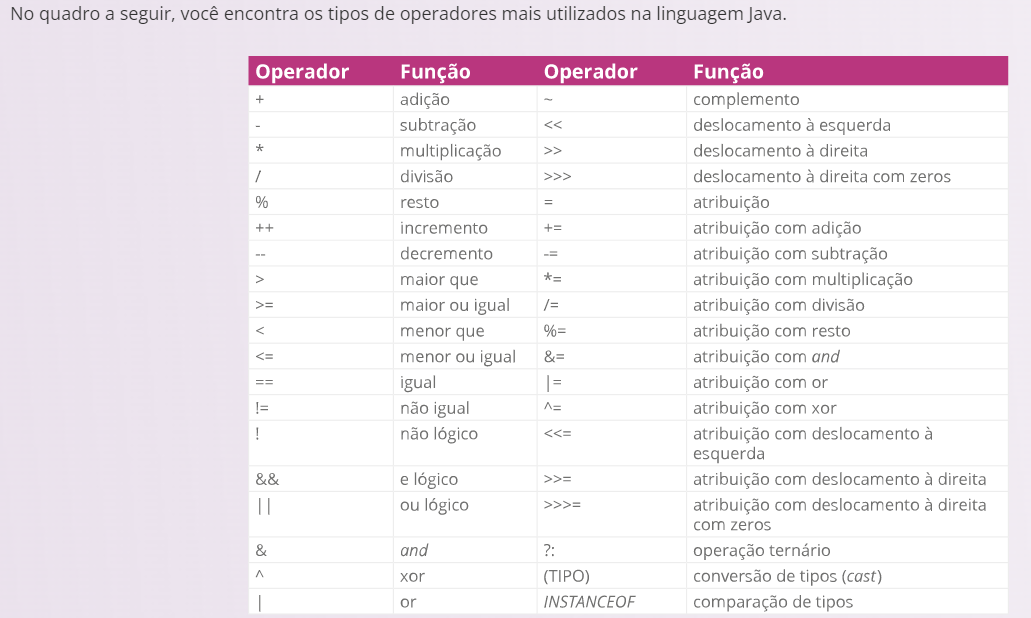 No quadro a seguir, você encontra os tipos de operadores mais utilizados na linguagem Java.
Operador Função Operador Função
+ adição ~ complemento
- subtração << deslocamento à esquerda
* multiplicação >> deslocamento à direita
/ divisão >>> deslocamento à direita com zeros
% resto = atribuição
++ incremento += atribuição com adição
-- decremento -= atribuição com subtração
> maior que *= atribuição com multiplicação
>= maior ou igual /= atribuição com divisão
< menor que %= atribuição com resto
<= menor ou igual &= atribuição com and
== igual |= atribuição com or
!= não igual ^= atribuição com xor
! não lógico <<= atribuição com deslocamento à
esquerda
&& e lógico >>= atribuição com deslocamento à direita
|| ou lógico >>>= atribuição com deslocamento à direita
com zeros
& and ?: operação ternário
^ xor (TIPO) conversão de tipos (cast)
| or INSTANCEOF comparação de tipos